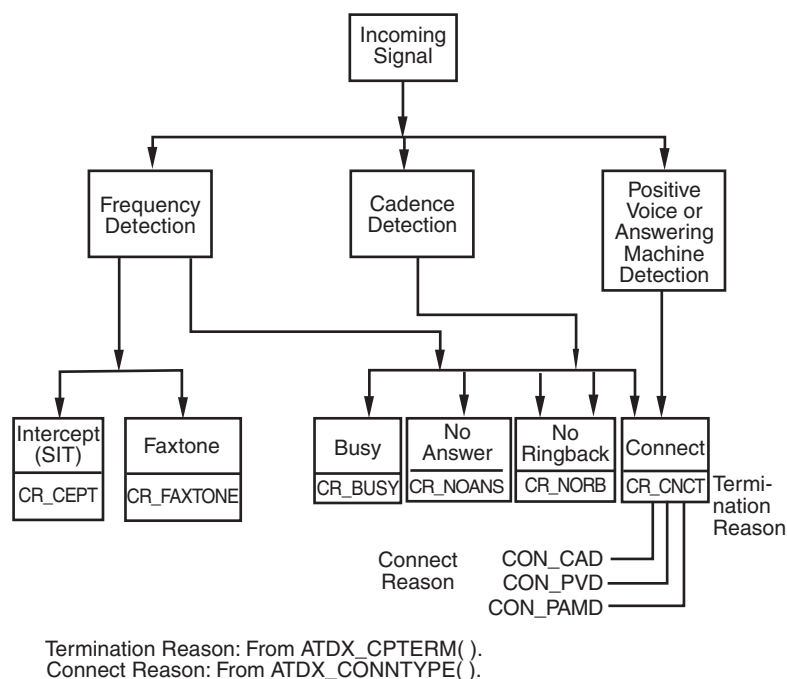 Incoming
Signal
Frequency
Detection
Cadence
Detection
Positive
Voice or
Answering
Machine
Detection
Intercept
(SIT)
CR_CEPT
Faxtone
CR_FAXTONE
Busy
CR_BUSY
No
Answer
CR_NOANS
No
Ringback
CR_NORB
Connect
CR_CNCT
Termi-
nation
Reason
Connect
Reason
CON_CAD
CON_PVD
CON_PAMD
Termination Reason: From ATDX_CPTERM( ).
Connect Reason: From ATDX_CONNTYPE( ).